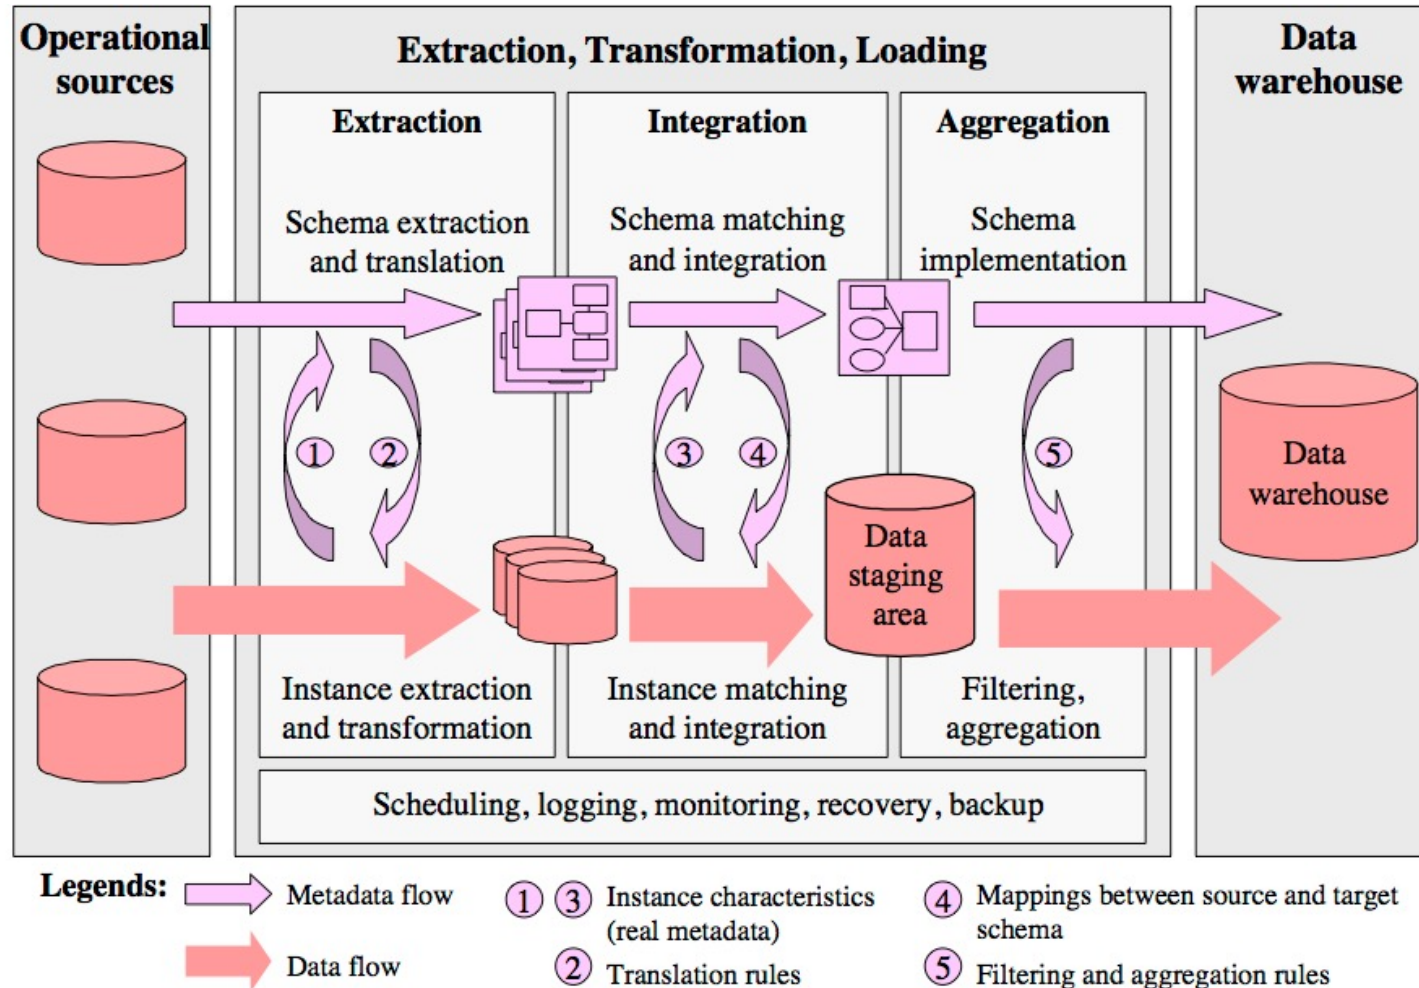 Operational
sources
Extraction, Transformation, Loading
Data
warehouse
Extraction
Integration
Aggregation
Schema extraction
and translation
Schema matching
and integration
Schema
implementation
1
2
3
4
5
Data
warehouse
Data
staging
area
Instance extraction
and transformation
Instance matching
and integration
Filtering,
aggregation
Scheduling, logging, monitoring, recovery, backup
Legends:
Metadata flow
Data flow
1 3 Instance characteristics
(real metadata)
2 Translation rules
4 Mappings between source and target
schema
5 Filtering and aggregation rules